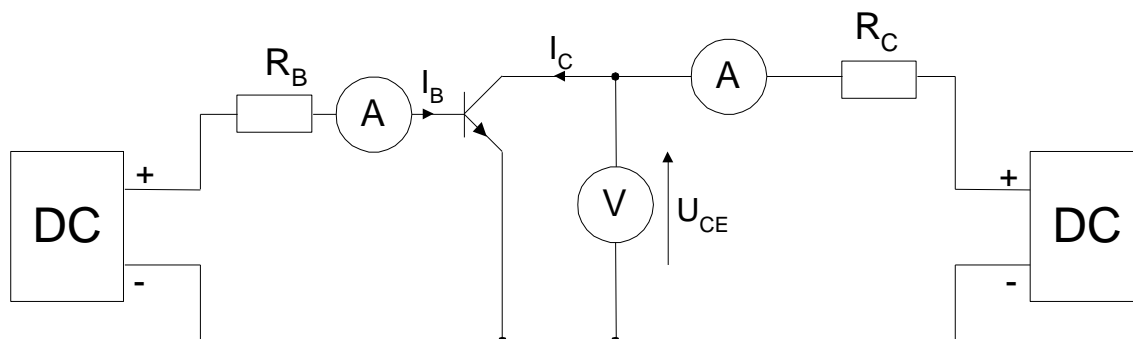 R_C
I_C
R_B
A
I_B
A
+
+
DC
V
U_CE
DC
-
-